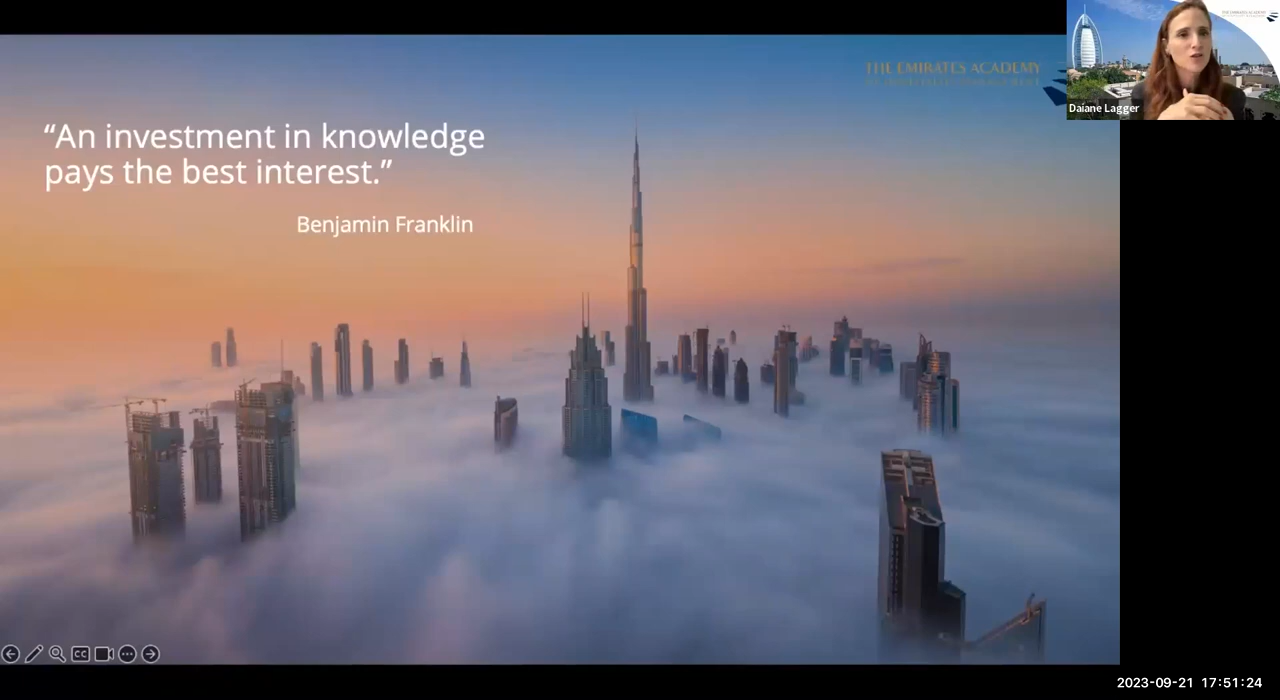 THE EMIRATES ACADEMY
“An investment in knowledge
pays the best interest.”
Benjamin Franklin
Daiane Lagger
CC
2023-09-21 17:51:24